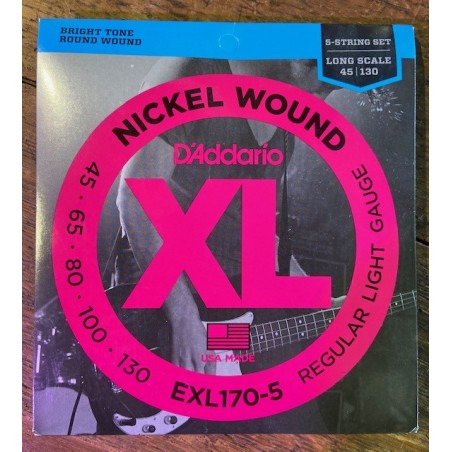 BRIGHT TONE
ROUND WOUND
5-STRING SET
LONG SCALE
45 | 130
NICKEL WOUND
D'Addario
XL
45 · 65 · 80 · 100 · 130
REGULAR LIGHT GAUGE
USA MADE
EXL170-5